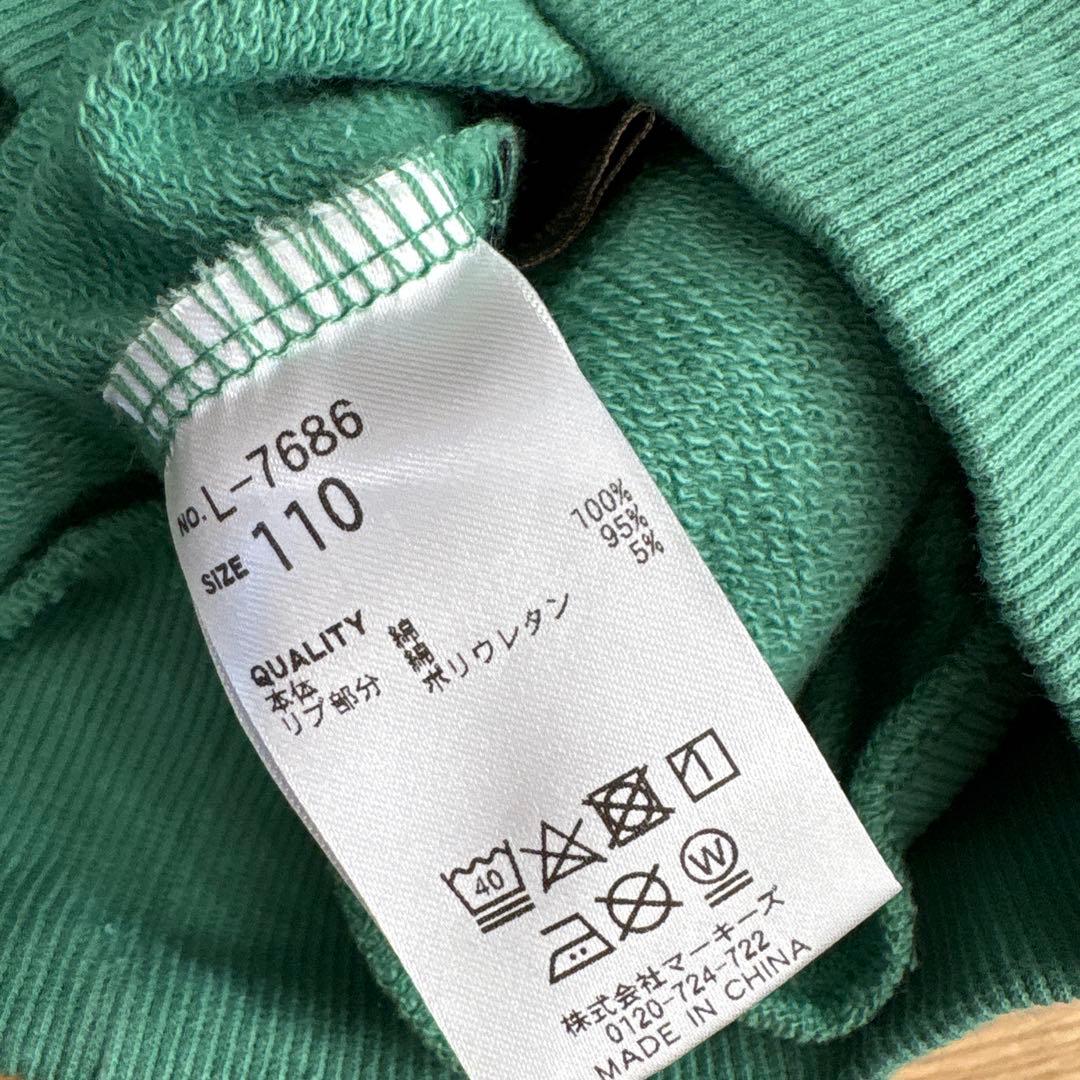 NO. L-7686
SIZE 110
QUALITY
本体 綿 100%
リブ部分 綿 95%
ポリウレタン 5%
40
1
W
株式会社マーキーズ
0120-724-722
MADE IN CHINA